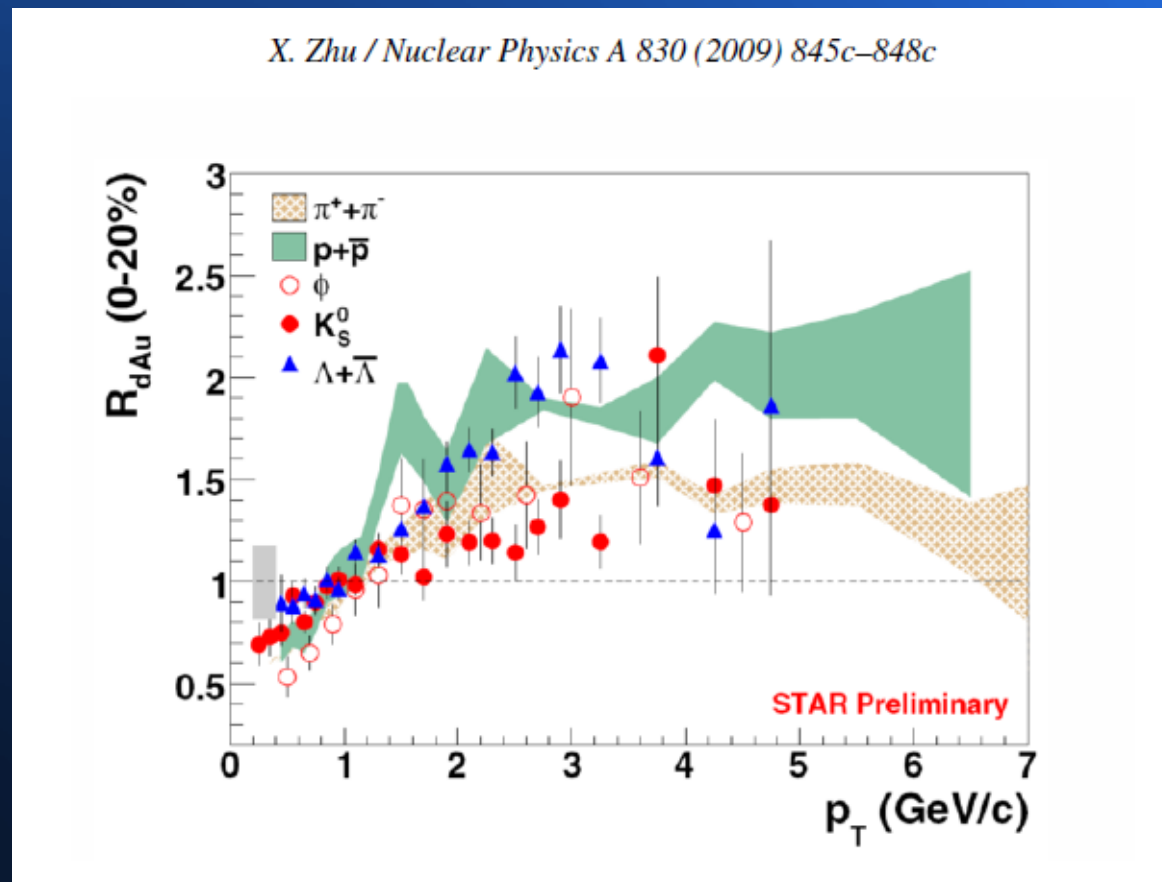 X. Zhu / Nuclear Physics A 830 (2009) 845c–848c
R_dAu (0-20%)
3
2.5
2
1.5
1
0.5
π⁺+π⁻
p+p̅
ϕ
K⁰_S
Λ+Λ̅
STAR Preliminary
0 1 2 3 4 5 6 7
p_T (GeV/c)